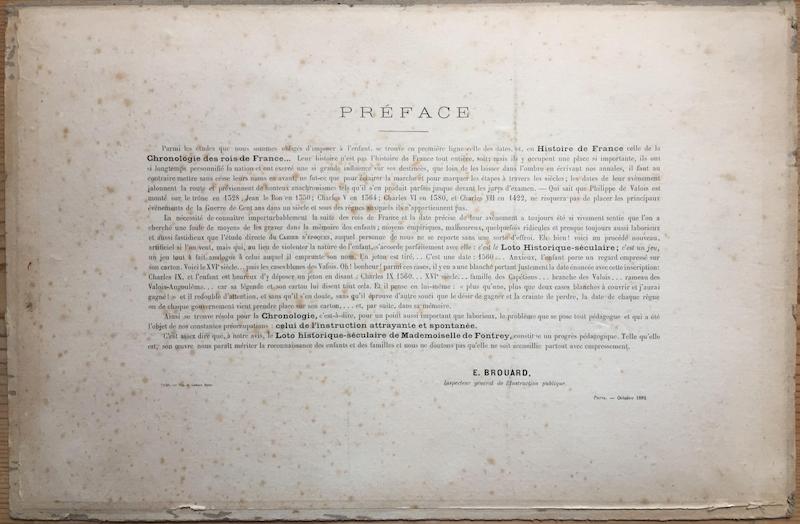 PRÉFACE
Parmi les études que nous sommes obligés d'imposer à l'enfant, se trouve en première ligne celle des dates, et, en Histoire de France celle de la
Chronologie des rois de France... Leur histoire n'est pas l'histoire de France tout entière, soit; mais ils y occupent une place si importante, ils ont
si longtemps personnifié la nation et ont exercé une si grande influence sur ses destinées, que loin de les laisser dans l'ombre en écrivant nos annales, il faut au
contraire mettre sans cesse leurs noms en avant, ne fut-ce que pour éclairer la marche et pour marquer les étapes à travers les siècles; les dates de leur avènement
jalonnent la route et préviennent de honteux anachronismes tels qu'il s'en produit parfois jusque devant les jurys d'examen. — Qui sait que Philippe de Valois est
monté sur le trône en 1328, Jean le Bon en 1350; Charles V en 1364; Charles VI en 1380, et Charles VII en 1422, ne risquera pas de placer les principaux
événements de la Guerre de Cent ans dans un siècle et sous des règnes auxquels ils n'appartiennent pas.
La nécessité de connaître imperturbablement la suite des rois de France et la date précise de leur avènement a toujours été si vivement sentie que l'on a
cherché une foule de moyens de les graver dans la mémoire des enfants; moyens empiriques, malheureux, quelquefois ridicules et presque toujours aussi laborieux
et aussi fastidieux que l'étude directe du Cahier d'époques, auquel personne de nous ne se reporte sans une sorte d'effroi. Eh! bien! voici un procédé nouveau,
artificiel si l'on veut, mais qui, au lieu de violenter la nature de l'enfant, s'accorde parfaitement avec elle : c'est le Loto Historique-séculaire; c'est un jeu,
un jeu tout à fait analogue à celui auquel il emprunte son nom. Un jeton est tiré... C'est une date : 1560... Anxieux, l'enfant porte un regard empressé sur
son carton. Voici le XVIe siècle... puis les cases blanches des Valois. Oh! bonheur! parmi ces cases, il y en a une blanche portant justement la date énoncée avec cette inscription:
Charles IX, et l'enfant est heureux d'y déposer un jeton en disant : Charles IX 1560... XVIe siècle... famille des Capétiens... branche des Valois... rameau des
Valois-Angoulême... car sa légende et son carton lui disent tout cela. Et il pense en lui-même : « plus qu'une, plus que deux cases blanches à couvrir et j'aurai
gagné! » et il redouble d'attention, et sans qu'il s'en doute, sans qu'il éprouve d'autre souci que le désir de gagner et la crainte de perdre, la date de chaque règne
ou de chaque gouvernement vient prendre place sur son carton,... et, par suite, dans sa mémoire.
Ainsi se trouve résolu pour la Chronologie, c'est-à-dire, pour un point aussi important que laborieux, le problème que se pose tout pédagogue et qui a été
l'objet de nos constantes préoccupations : celui de l'instruction attrayante et spontanée.
C'est assez dire que, à notre avis, le Loto historique-séculaire de Mademoiselle de Fontrey, constitue un progrès pédagogique. Telle qu'elle
est, son œuvre nous paraît mériter la reconnaissance des enfants et des familles et nous ne doutons pas qu'elle ne soit accueillie partout avec empressement.
E. BROUARD,
Inspecteur général de l'Instruction publique.
Paris. — Octobre 1891